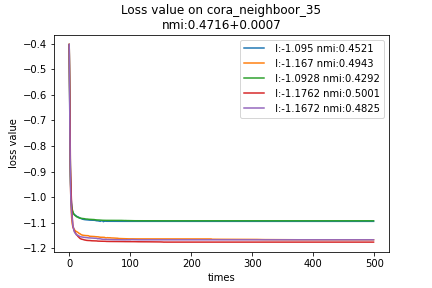 Loss value on cora_neighboor_35
nmi:0.4716+0.0007
l:-1.095 nmi:0.4521
l:-1.167 nmi:0.4943
l:-1.0928 nmi:0.4292
l:-1.1762 nmi:0.5001
l:-1.1672 nmi:0.4825
−0.4
−0.5
−0.6
−0.7
−0.8
−0.9
−1.0
−1.1
−1.2
loss value
0
100
200
300
400
500
times